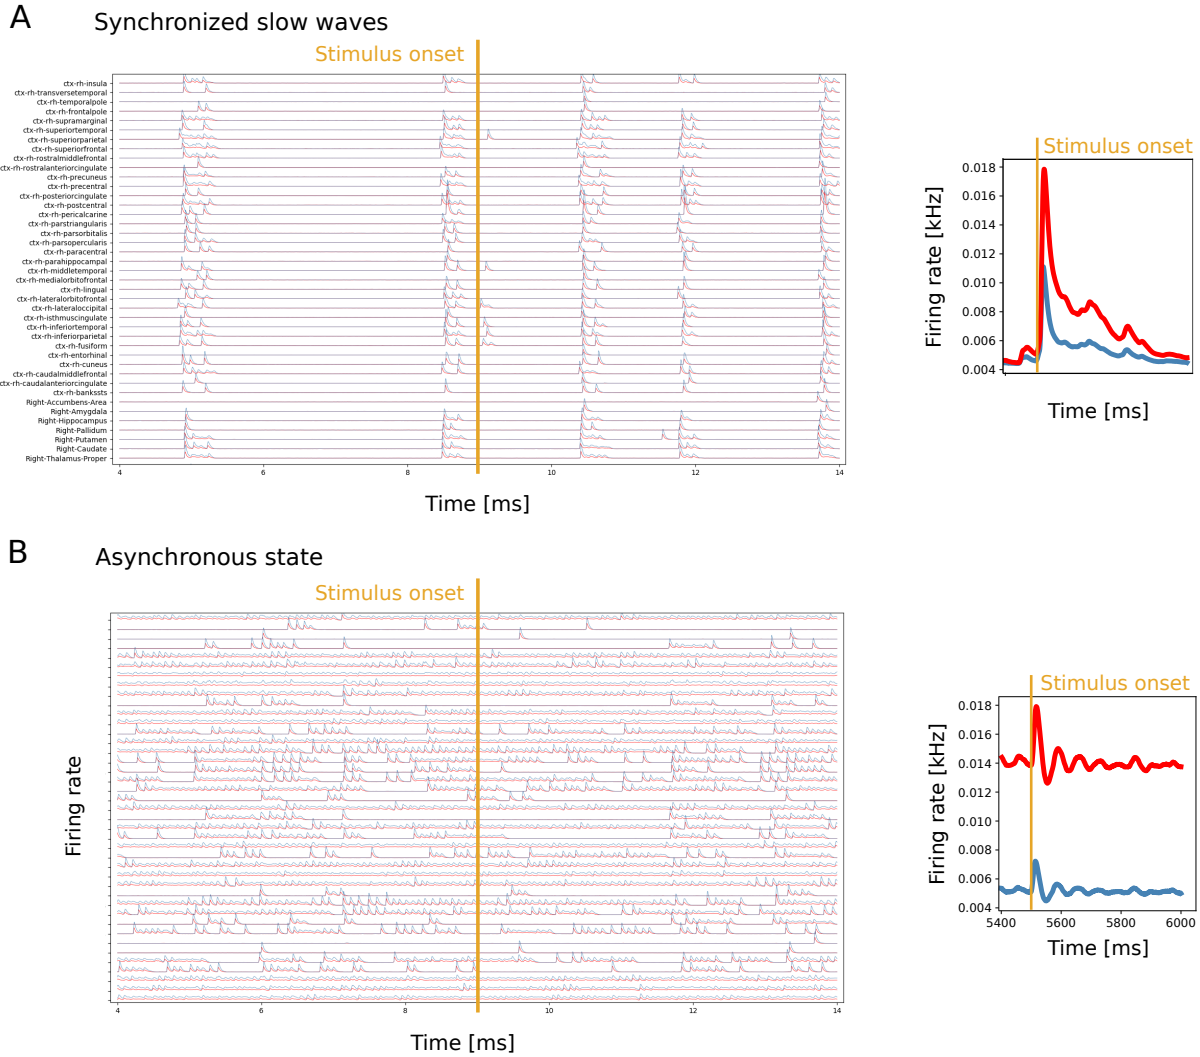 A
Synchronized slow waves
Stimulus onset
ctx-rh-insula
ctx-rh-transversetemporal
ctx-rh-temporalpole
ctx-rh-frontalpole
ctx-rh-supramarginal
ctx-rh-superiortemporal
ctx-rh-superiorparietal
ctx-rh-superiorfrontal
ctx-rh-rostralmiddlefrontal
ctx-rh-rostralanteriorcingulate
ctx-rh-precuneus
ctx-rh-precentral
ctx-rh-posteriorcingulate
ctx-rh-postcentral
ctx-rh-pericalcarine
ctx-rh-parstriangularis
ctx-rh-parsorbitalis
ctx-rh-parsopercularis
ctx-rh-paracentral
ctx-rh-parahippocampal
ctx-rh-middletemporal
ctx-rh-medialorbitofrontal
ctx-rh-lingual
ctx-rh-lateralorbitofrontal
ctx-rh-lateraloccipital
ctx-rh-isthmuscingulate
ctx-rh-inferiortemporal
ctx-rh-inferiorparietal
ctx-rh-fusiform
ctx-rh-entorhinal
ctx-rh-cuneus
ctx-rh-caudalmiddlefrontal
ctx-rh-caudalanteriorcingulate
ctx-rh-bankssts
Right-Accumbens-Area
Right-Amygdala
Right-Hippocampus
Right-Pallidum
Right-Putamen
Right-Caudate
Right-Thalamus-Proper
4 6 8 10 12 14
Time [ms]
Stimulus onset
Firing rate [kHz]
0.018
0.016
0.014
0.012
0.010
0.008
0.006
0.004
Time [ms]
B
Asynchronous state
Stimulus onset
Firing rate
4 6 8 10 12 14
Time [ms]
Stimulus onset
Firing rate [kHz]
0.018
0.016
0.014
0.012
0.010
0.008
0.006
0.004
5400 5600 5800 6000
Time [ms]